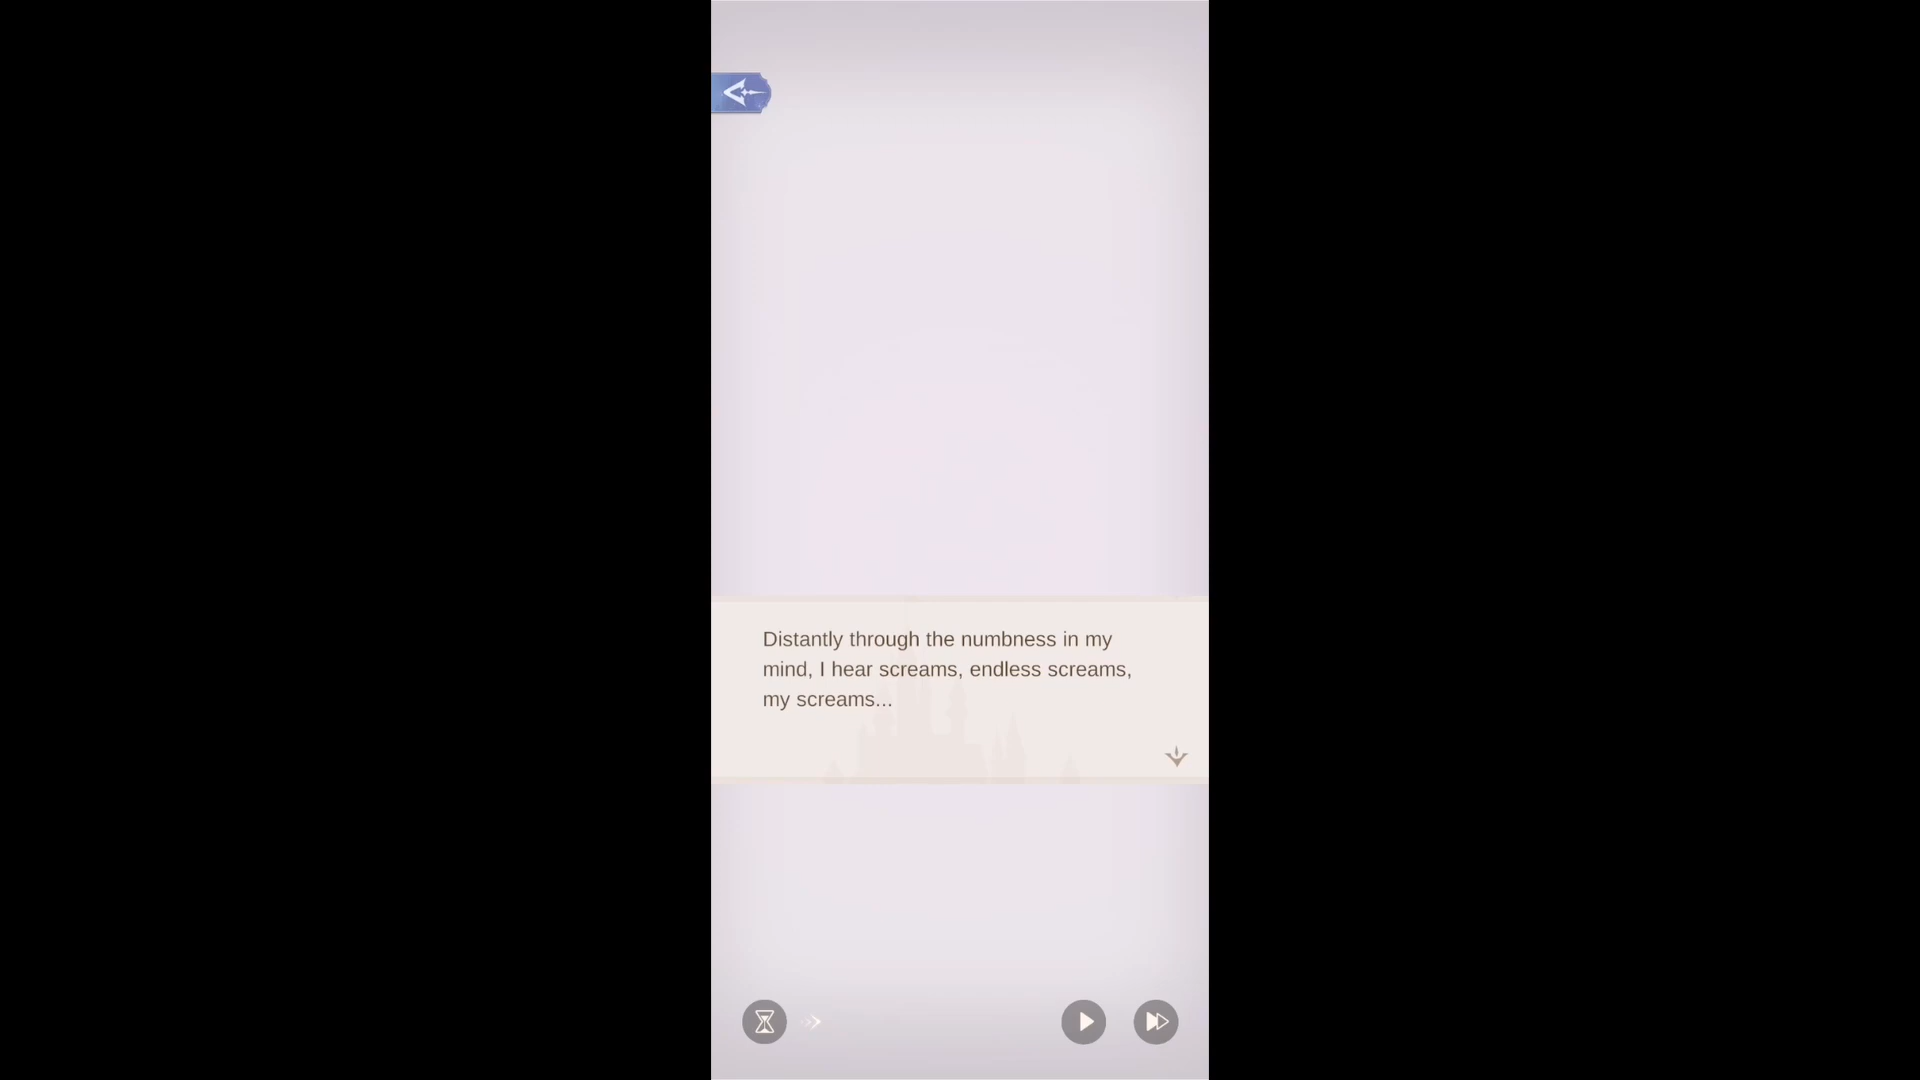 Distantly through the numbness in my
mind, I hear screams, endless screams,
my screams...